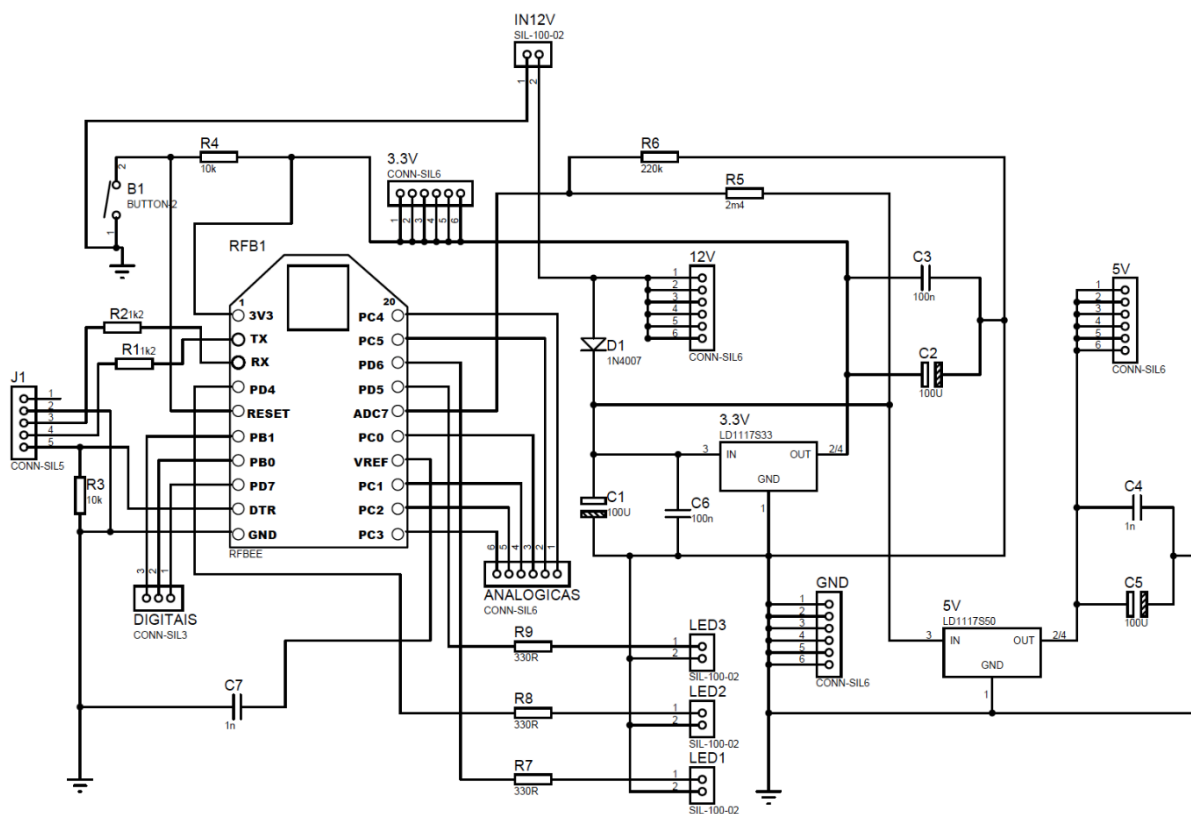 IN12V
SIL-100-02
1
2
R4
10k
2
B1
BUTTON-2
1
3.3V
CONN-SIL6
1
2
3
4
5
6
R6
220k
R5
2m4
RFB1
1
20
3V3
TX
RX
PD4
RESET
PB1
PB0
PD7
DTR
GND
PC4
PC5
PD6
PD5
ADC7
PC0
VREF
PC1
PC2
PC3
RFBEE
R2 1k2
R1 1k2
J1
1
2
3
4
5
CONN-SIL5
R3
10k
3
2
1
DIGITAIS
CONN-SIL3
6
5
4
3
2
1
ANALOGICAS
CONN-SIL6
C7
1n
12V
1
2
3
4
5
6
CONN-SIL6
D1
1N4007
C3
100n
C2
100U
5V
1
2
3
4
5
6
CONN-SIL6
3.3V
LD1117S33
3
IN
OUT
2/4
GND
1
C1
100U
C6
100n
C4
1n
C5
100U
GND
1
2
3
4
5
6
CONN-SIL6
5V
LD1117S50
3
IN
OUT
2/4
GND
1
R9
330R
LED3
1
2
SIL-100-02
R8
330R
LED2
1
2
SIL-100-02
R7
330R
LED1
1
2
SIL-100-02